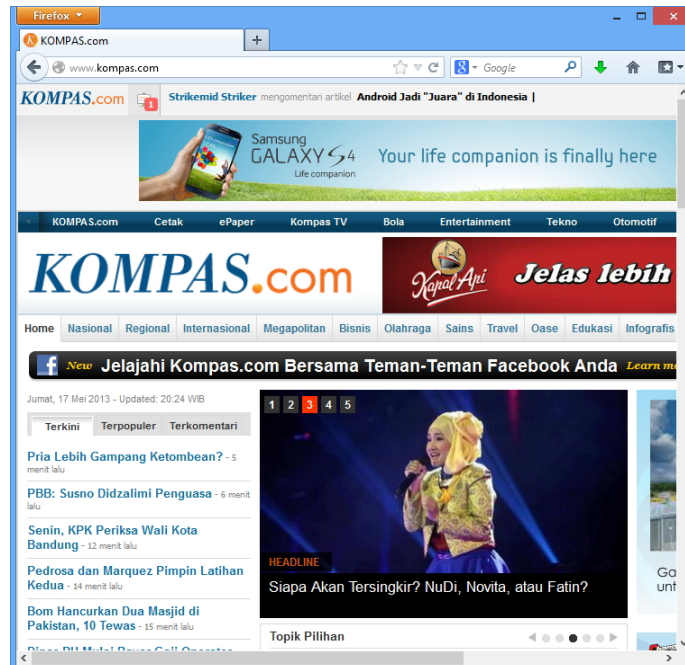 Firefox
KOMPAS.com
www.kompas.com
Google
KOMPAS.com
1
Strikemid Striker mengomentari artikel Android Jadi "Juara" di Indonesia |
Samsung
GALAXY S4
Life companion
Your life companion is finally here
KOMPAS.com Cetak ePaper Kompas TV Bola Entertainment Tekno Otomotif
KOMPAS.com
Kapal Api
Jelas lebih
Home Nasional Regional Internasional Megapolitan Bisnis Olahraga Sains Travel Oase Edukasi Infografis
New Jelajahi Kompas.com Bersama Teman-Teman Facebook Anda Learn m
Jumat, 17 Mei 2013 - Updated: 20:24 WIB
Terkini Terpopuler Terkomentari
Pria Lebih Gampang Ketombean? - 5
menit lalu
PBB: Susno Didzalimi Penguasa - 6 menit
lalu
Senin, KPK Periksa Wali Kota
Bandung - 12 menit lalu
Pedrosa dan Marquez Pimpin Latihan
Kedua - 14 menit lalu
Bom Hancurkan Dua Masjid di
Pakistan, 10 Tewas - 15 menit lalu
1 2 3 4 5
HEADLINE
Siapa Akan Tersingkir? NuDi, Novita, atau Fatin?
Topik Pilihan
Ga
unt